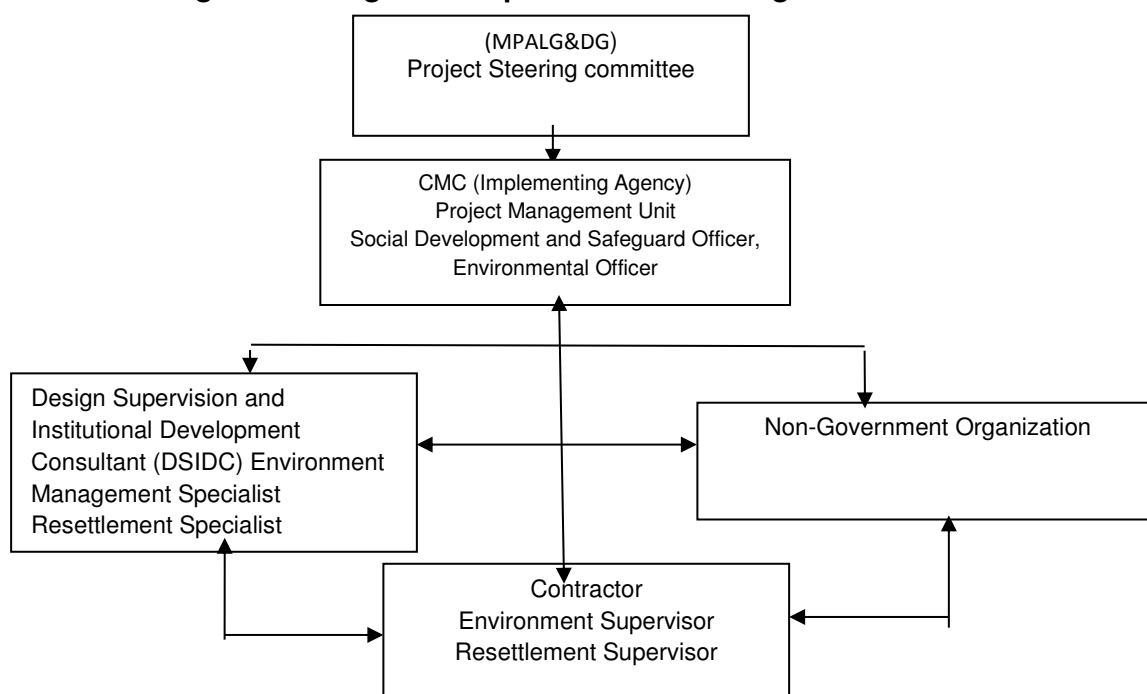 (MPALG&DG)
Project Steering committee
CMC (Implementing Agency)
Project Management Unit
Social Development and Safeguard Officer,
Environmental Officer
Design Supervision and
Institutional Development
Consultant (DSIDC) Environment
Management Specialist
Resettlement Specialist
Non-Government Organization
Contractor
Environment Supervisor
Resettlement Supervisor